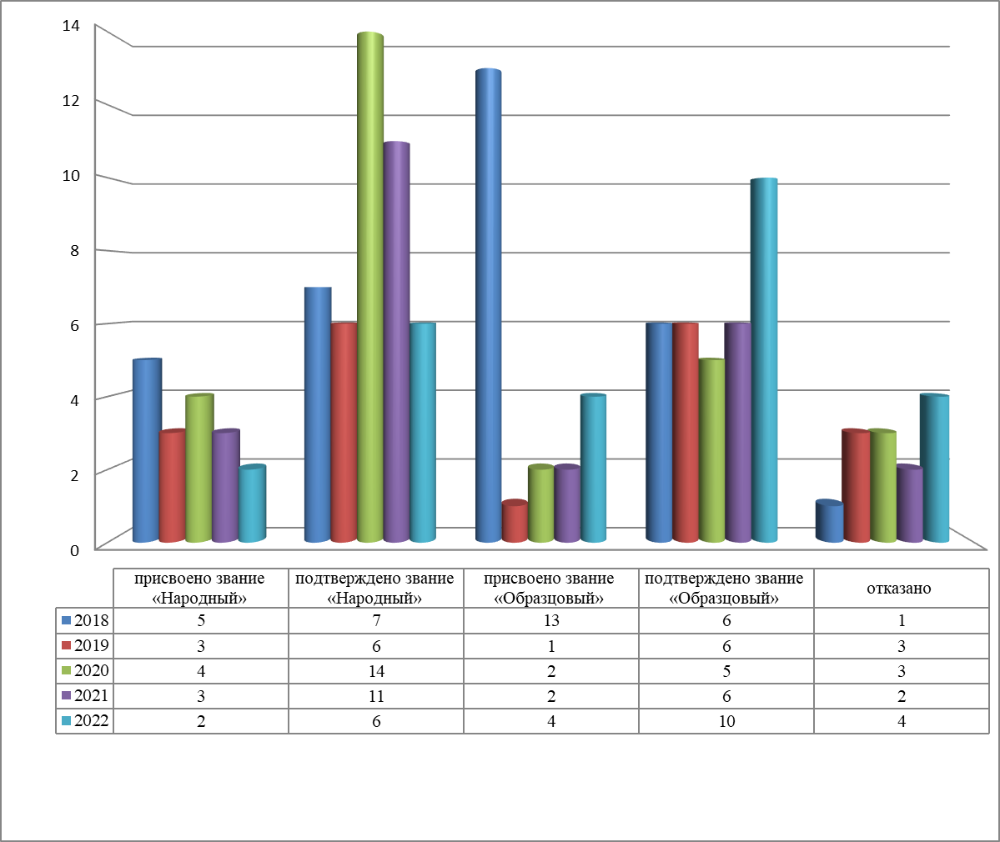 14
12
10
8
6
4
2
0
присвоено звание «Народный»
подтверждено звание «Народный»
присвоено звание «Образцовый»
подтверждено звание «Образцовый»
отказано
2018 5 7 13 6 1
2019 3 6 1 6 3
2020 4 14 2 5 3
2021 3 11 2 6 2
2022 2 6 4 10 4